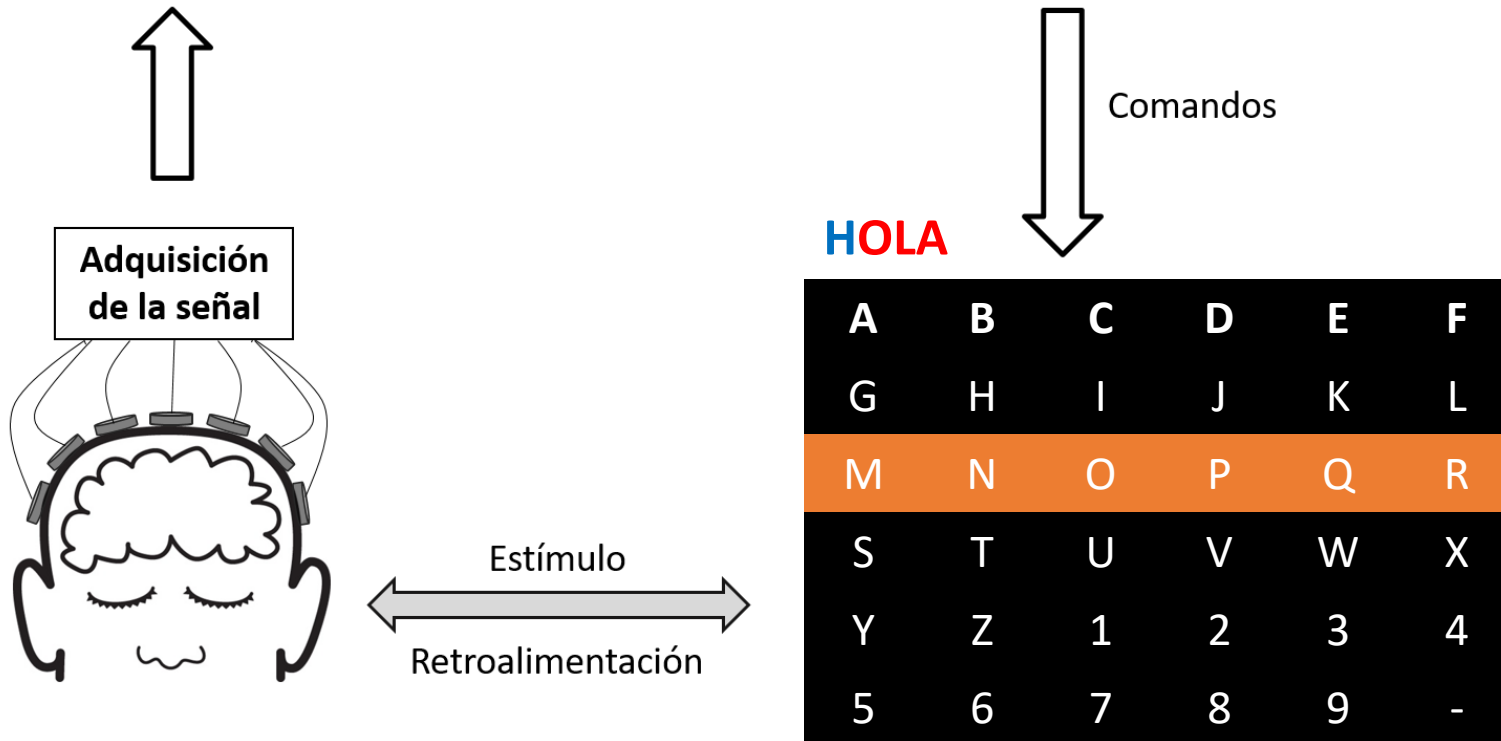 Comandos
Adquisición
de la señal
HOLA
A B C D E F
G H I J K L
M N O P Q R
S T U V W X
Y Z 1 2 3 4
5 6 7 8 9 -
Estímulo
Retroalimentación